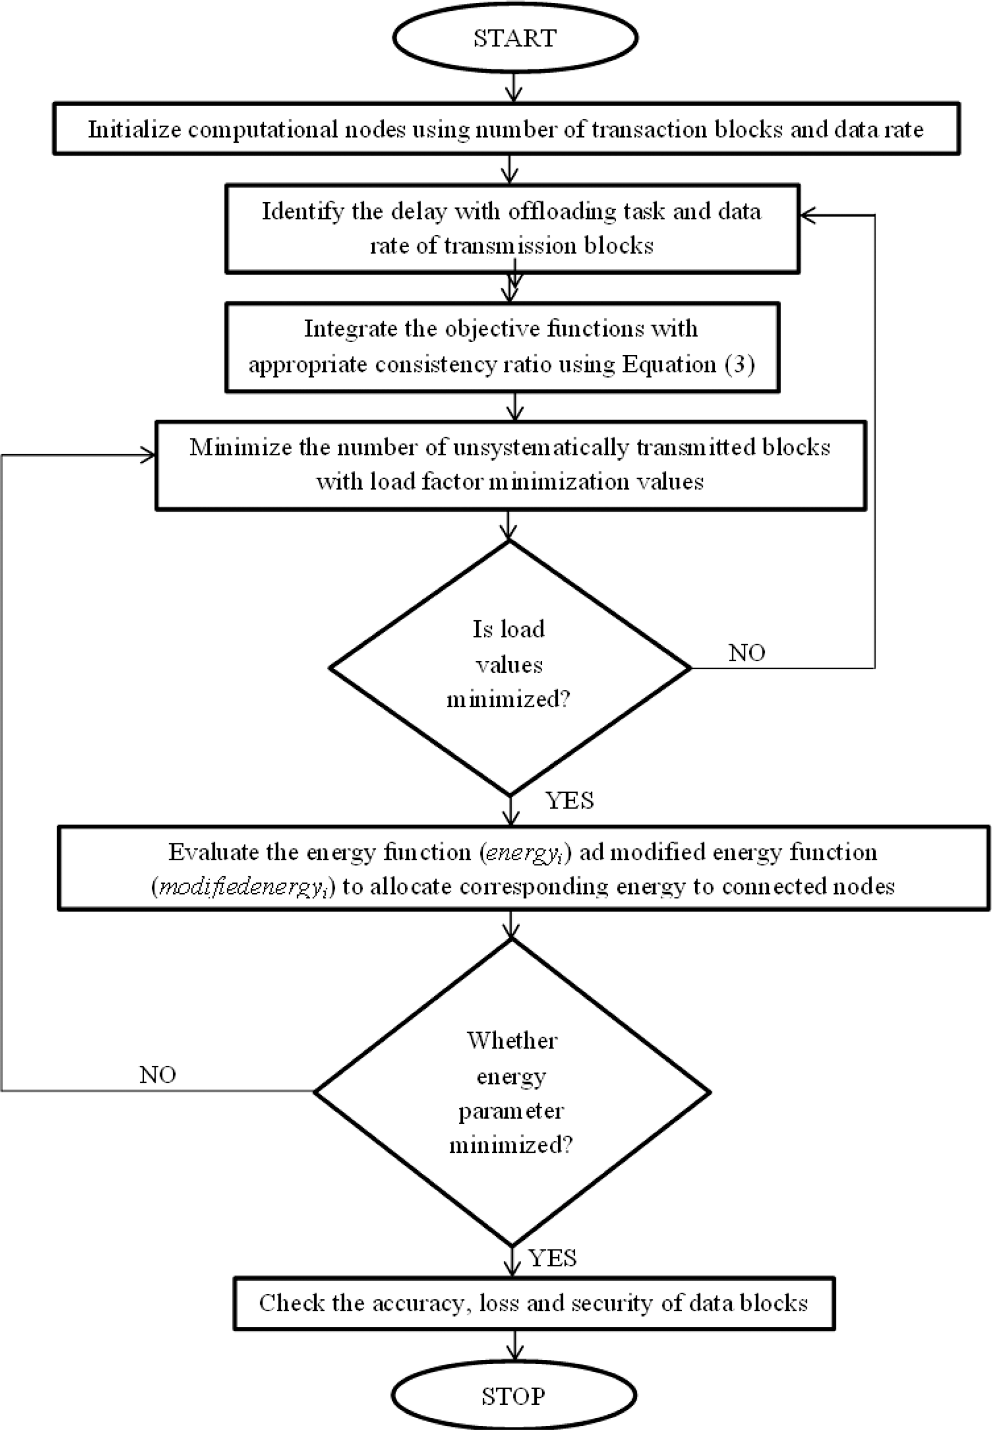 START
Initialize computational nodes using number of transaction blocks and data rate
Identify the delay with offloading task and data
rate of transmission blocks
Integrate the objective functions with
appropriate consistency ratio using Equation (3)
Minimize the number of unsystematically transmitted blocks
with load factor minimization values
Is load
values
minimized?
NO
YES
Evaluate the energy function (energyᵢ) ad modified energy function
(modifiedenergyᵢ) to allocate corresponding energy to connected nodes
Whether
energy
parameter
minimized?
NO
YES
Check the accuracy, loss and security of data blocks
STOP